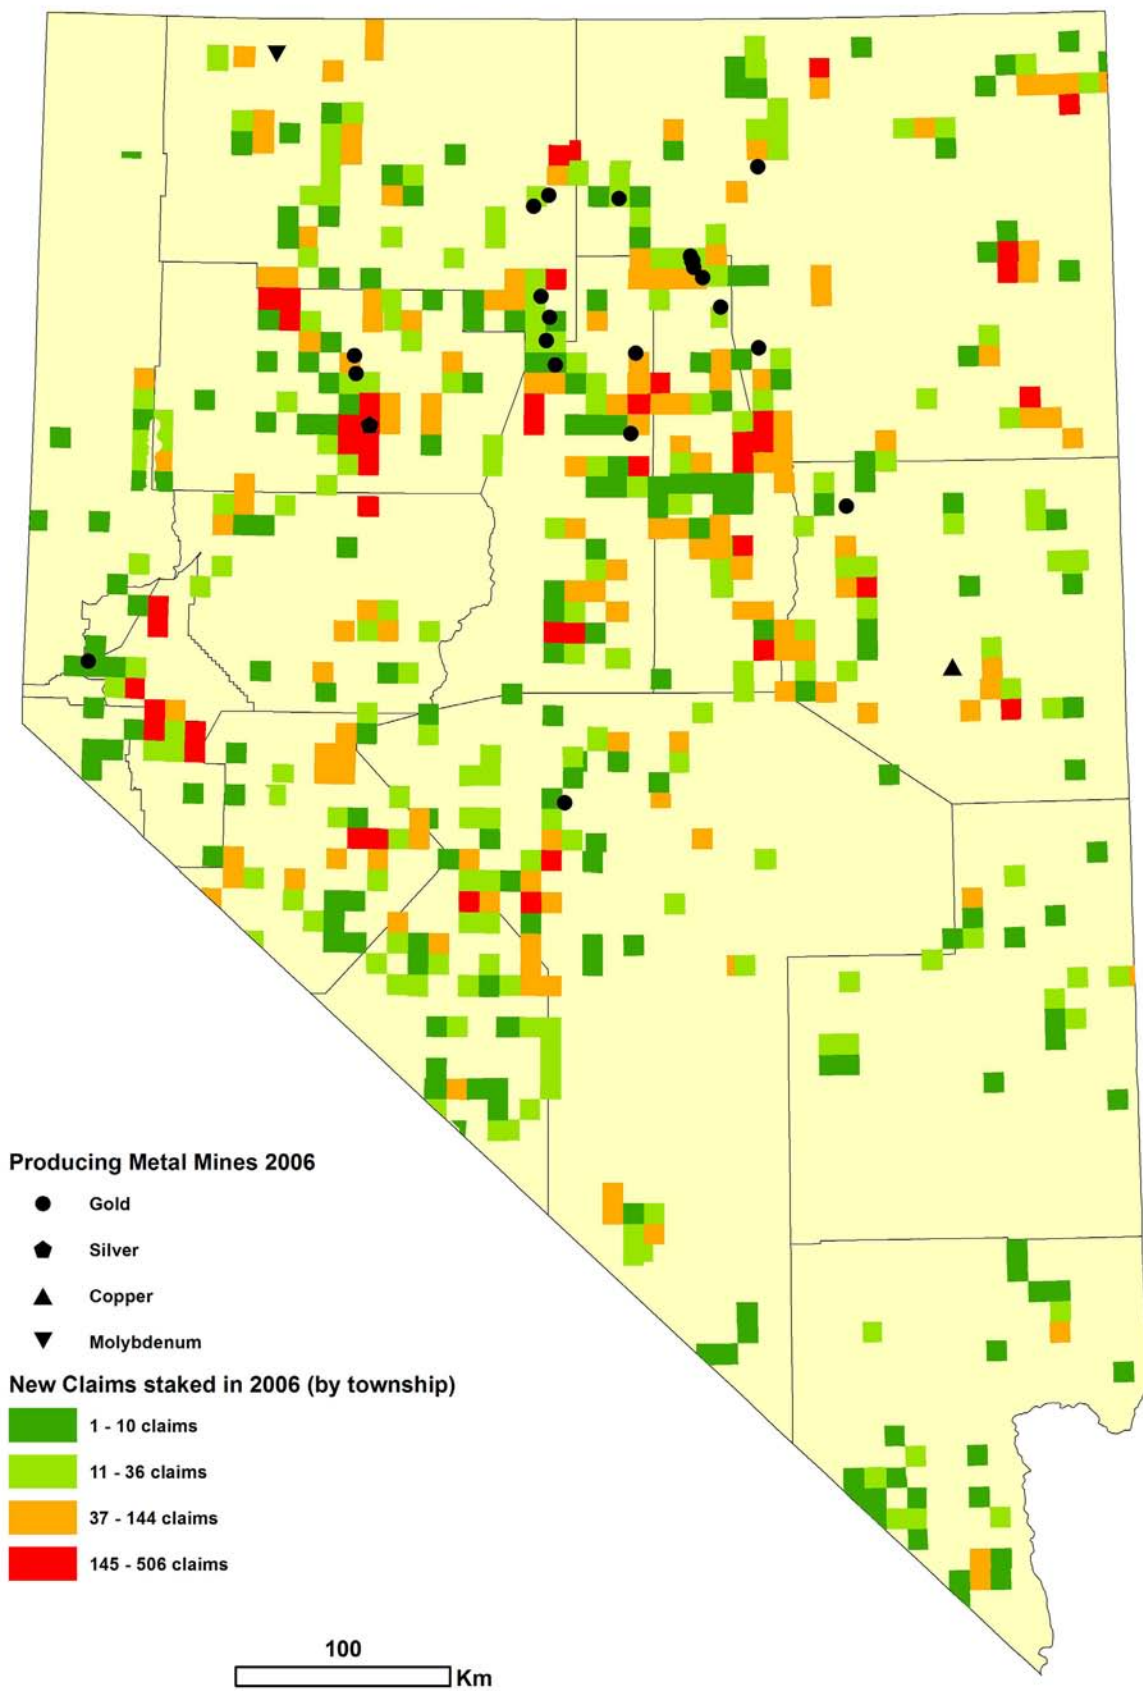 Producing Metal Mines 2006
Gold
Silver
Copper
Molybdenum
New Claims staked in 2006 (by township)
1 - 10 claims
11 - 36 claims
37 - 144 claims
145 - 506 claims
100
Km